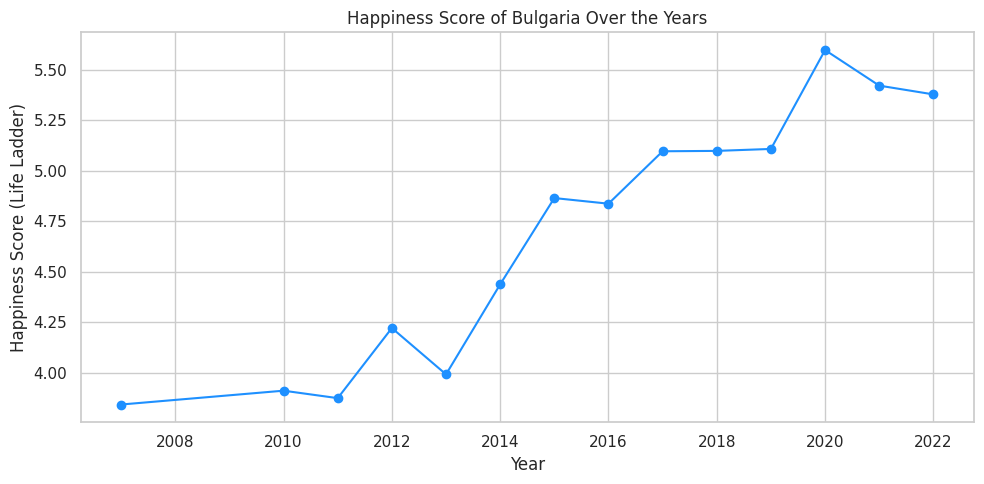 Happiness Score of Bulgaria Over the Years
Happiness Score (Life Ladder)
5.50
5.25
5.00
4.75
4.50
4.25
4.00
2008 2010 2012 2014 2016 2018 2020 2022
Year